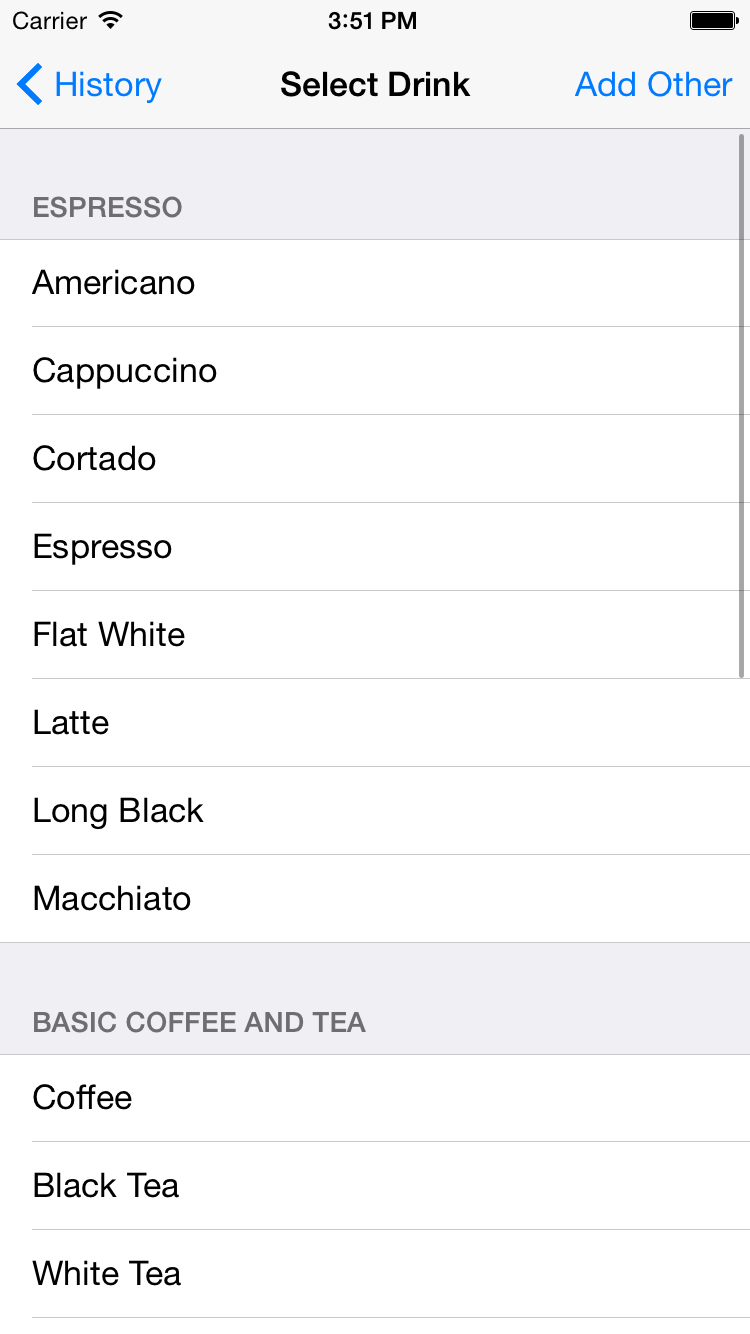 Carrier 3:51 PM
History Select Drink Add Other
ESPRESSO
Americano
Cappuccino
Cortado
Espresso
Flat White
Latte
Long Black
Macchiato
BASIC COFFEE AND TEA
Coffee
Black Tea
White Tea